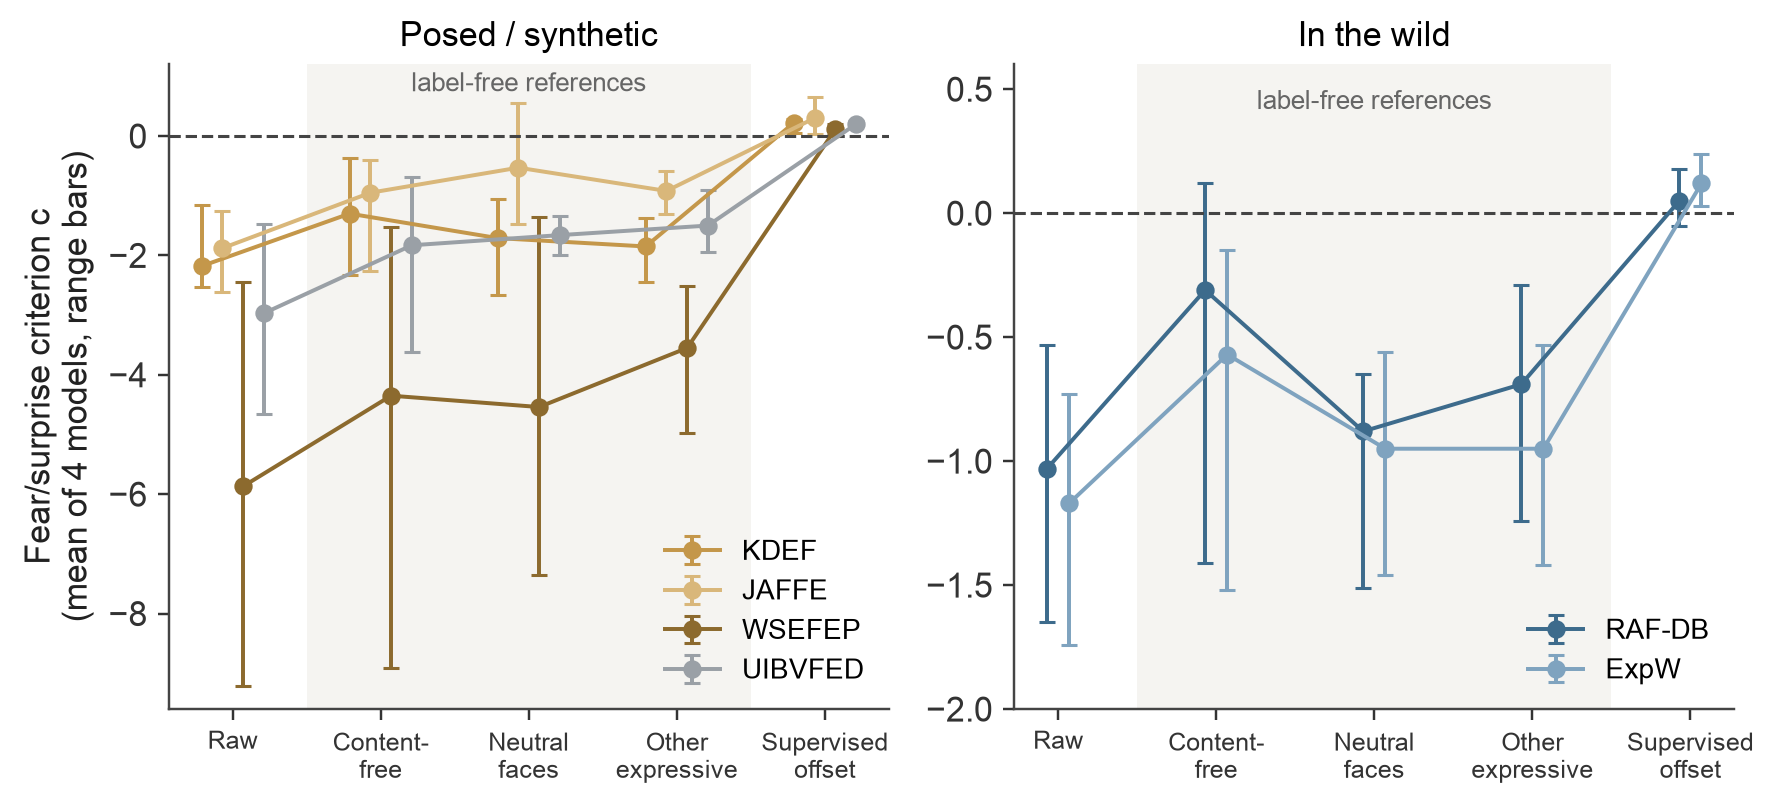 Posed / synthetic
label-free references
Fear/surprise criterion c
(mean of 4 models, range bars)
0
−2
−4
−6
−8
KDEF
JAFFE
WSEFEP
UIBVFED
Raw
Content-
free
Neutral
faces
Other
expressive
Supervised
offset
In the wild
label-free references
0.5
0.0
−0.5
−1.0
−1.5
−2.0
RAF-DB
ExpW
Raw
Content-
free
Neutral
faces
Other
expressive
Supervised
offset